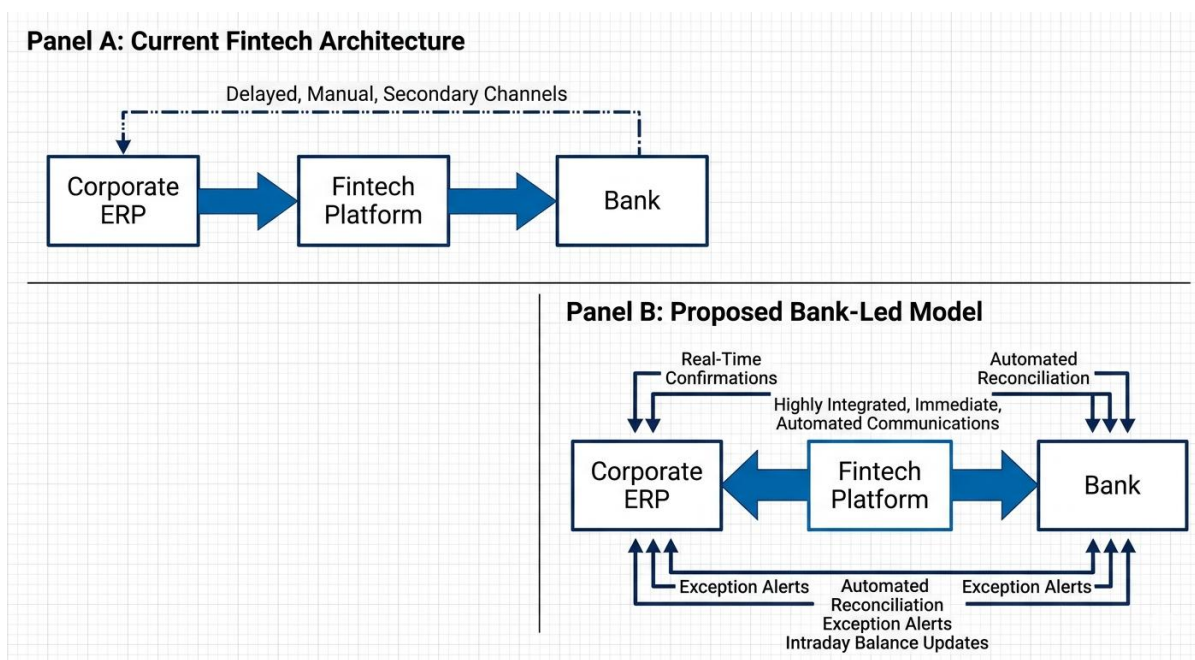 Panel A: Current Fintech Architecture
Delayed, Manual, Secondary Channels
Corporate
ERP
Fintech
Platform
Bank
Panel B: Proposed Bank-Led Model
Real-Time
Confirmations
Automated
Reconciliation
Highly Integrated, Immediate,
Automated Communications
Corporate
ERP
Fintech
Platform
Bank
Exception Alerts
Automated
Reconciliation
Exception Alerts
Intraday Balance Updates
Exception Alerts